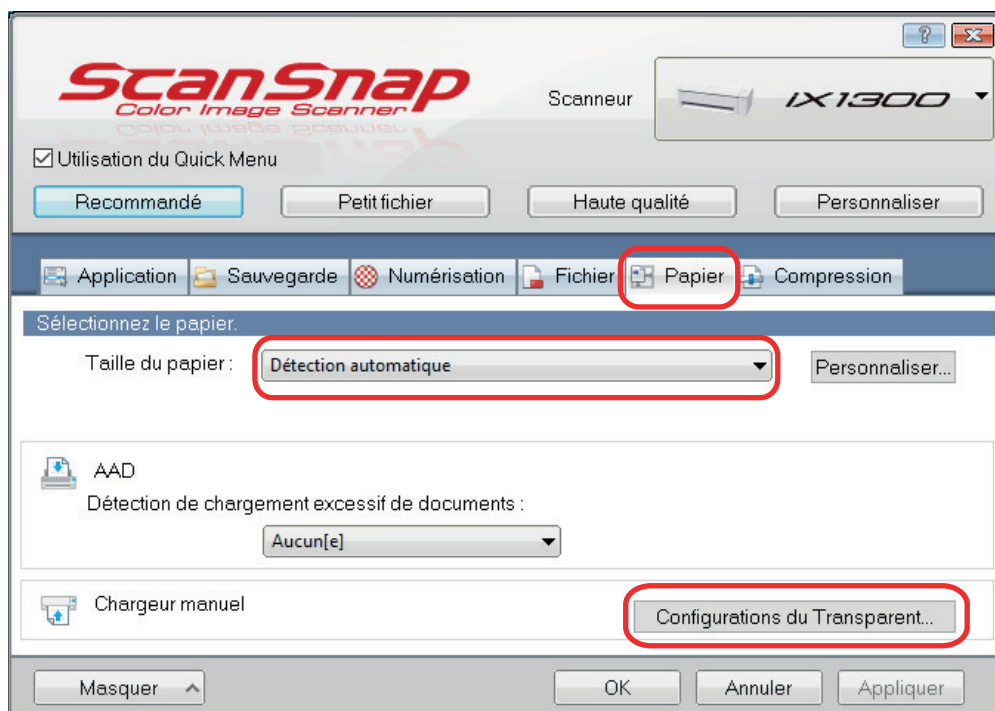 ScanSnap
Color Image Scanner
Scanneur
iX1300
Utilisation du Quick Menu
Recommandé
Petit fichier
Haute qualité
Personnaliser
Application
Sauvegarde
Numérisation
Fichier
Papier
Compression
Sélectionnez le papier.
Taille du papier :
Détection automatique
Personnaliser...
AAD
Détection de chargement excessif de documents :
Aucun[e]
Chargeur manuel
Configurations du Transparent...
Masquer
OK
Annuler
Appliquer